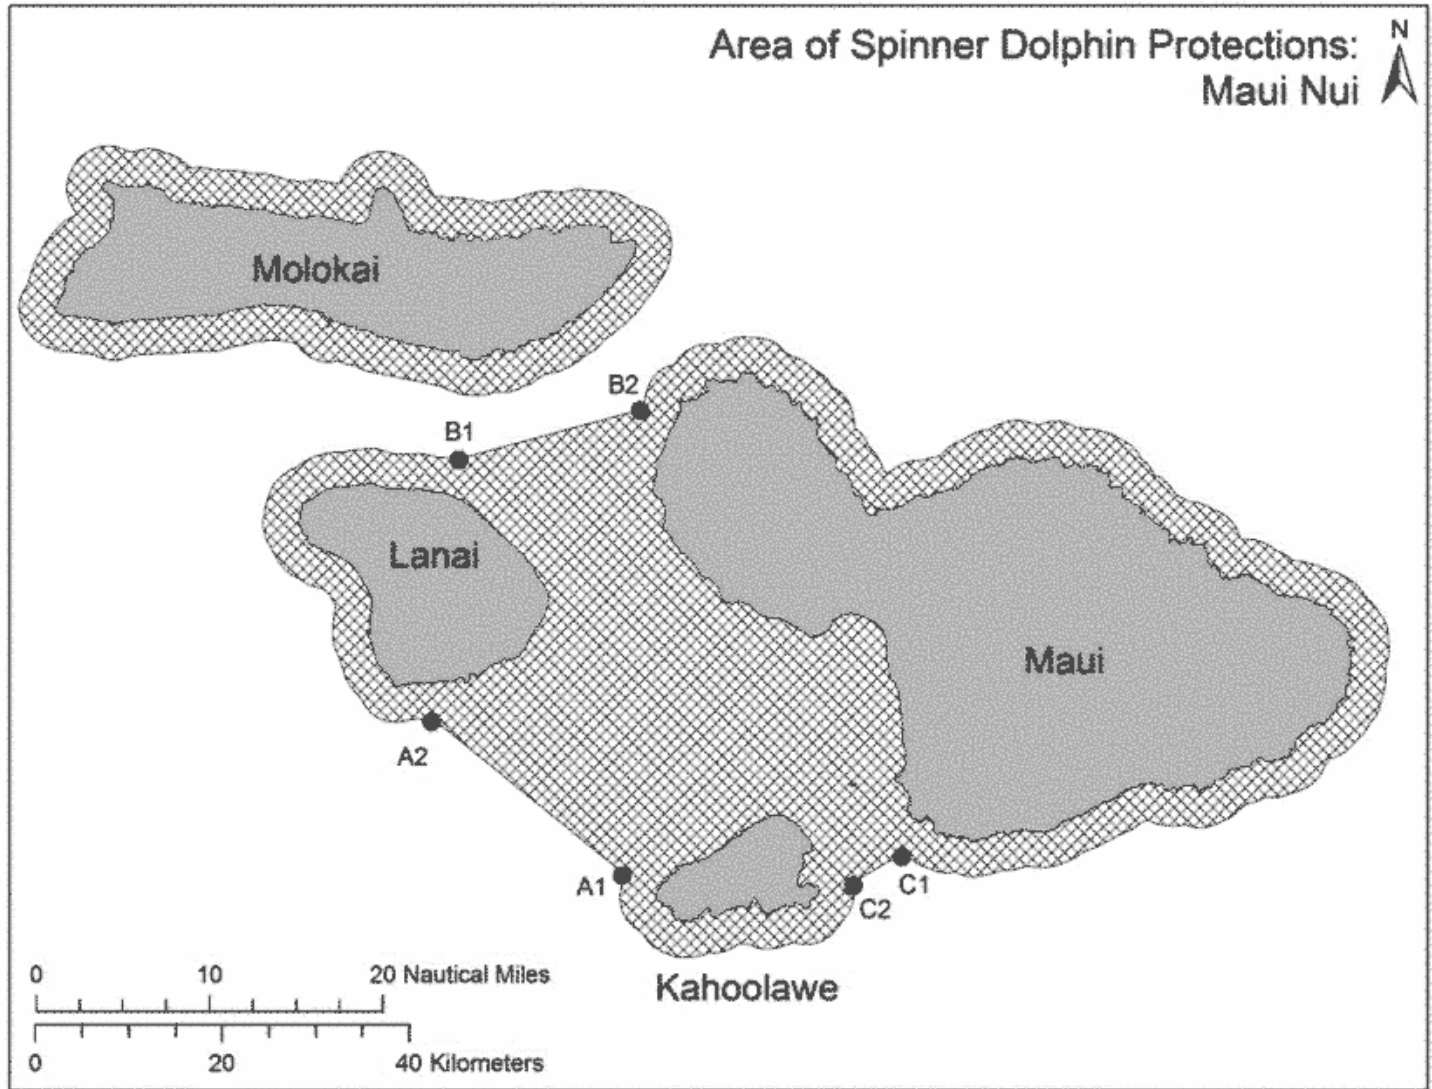 Area of Spinner Dolphin Protections:
Maui Nui
N
Molokai
B2
B1
Lanai
Maui
A2
A1
C1
C2
Kahoolawe
0 10 20 Nautical Miles
0 20 40 Kilometers